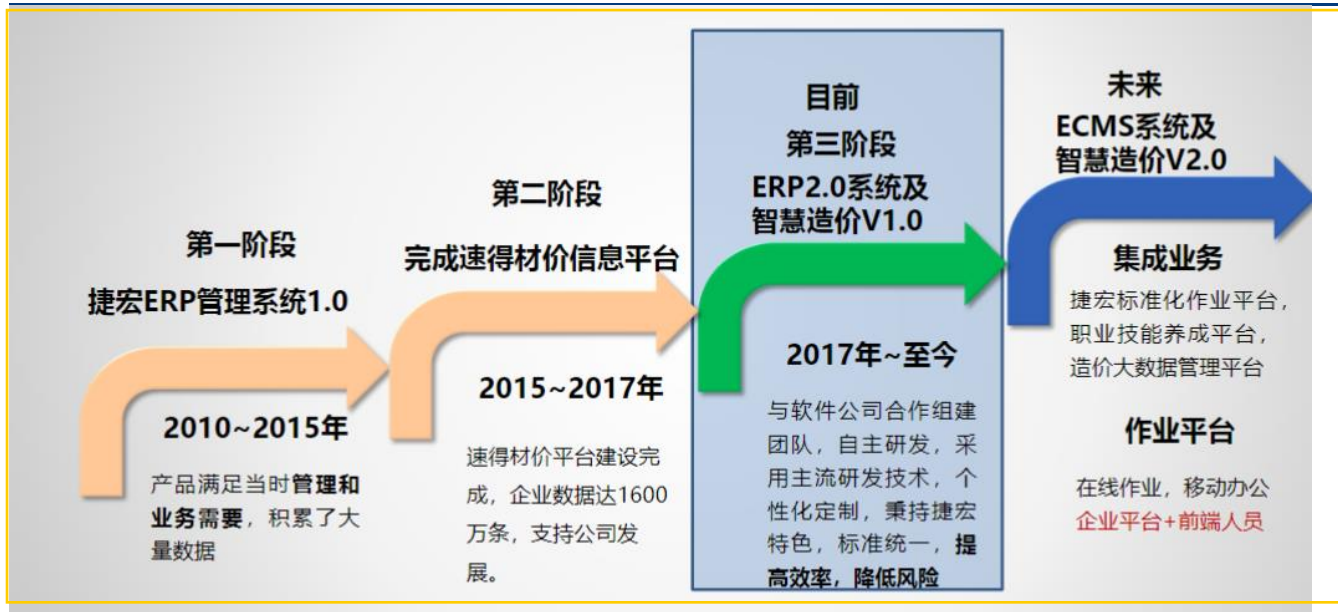 第一阶段
捷宏ERP管理系统1.0
2010~2015年
产品满足当时管理和
业务需要，积累了大
量数据
第二阶段
完成速得材价信息平台
2015~2017年
速得材价平台建设完
成，企业数据达1600
万条，支持公司发
展。
目前
第三阶段
ERP2.0系统及
智慧造价V1.0
2017年~至今
与软件公司合作组建
团队，自主研发，采
用主流研发技术，个
性化定制，秉持捷宏
特色，标准统一，提
高效率，降低风险
未来
ECMS系统及
智慧造价V2.0
集成业务
捷宏标准化作业平台，
职业技能养成平台，
造价大数据管理平台
作业平台
在线作业，移动办公
企业平台+前端人员